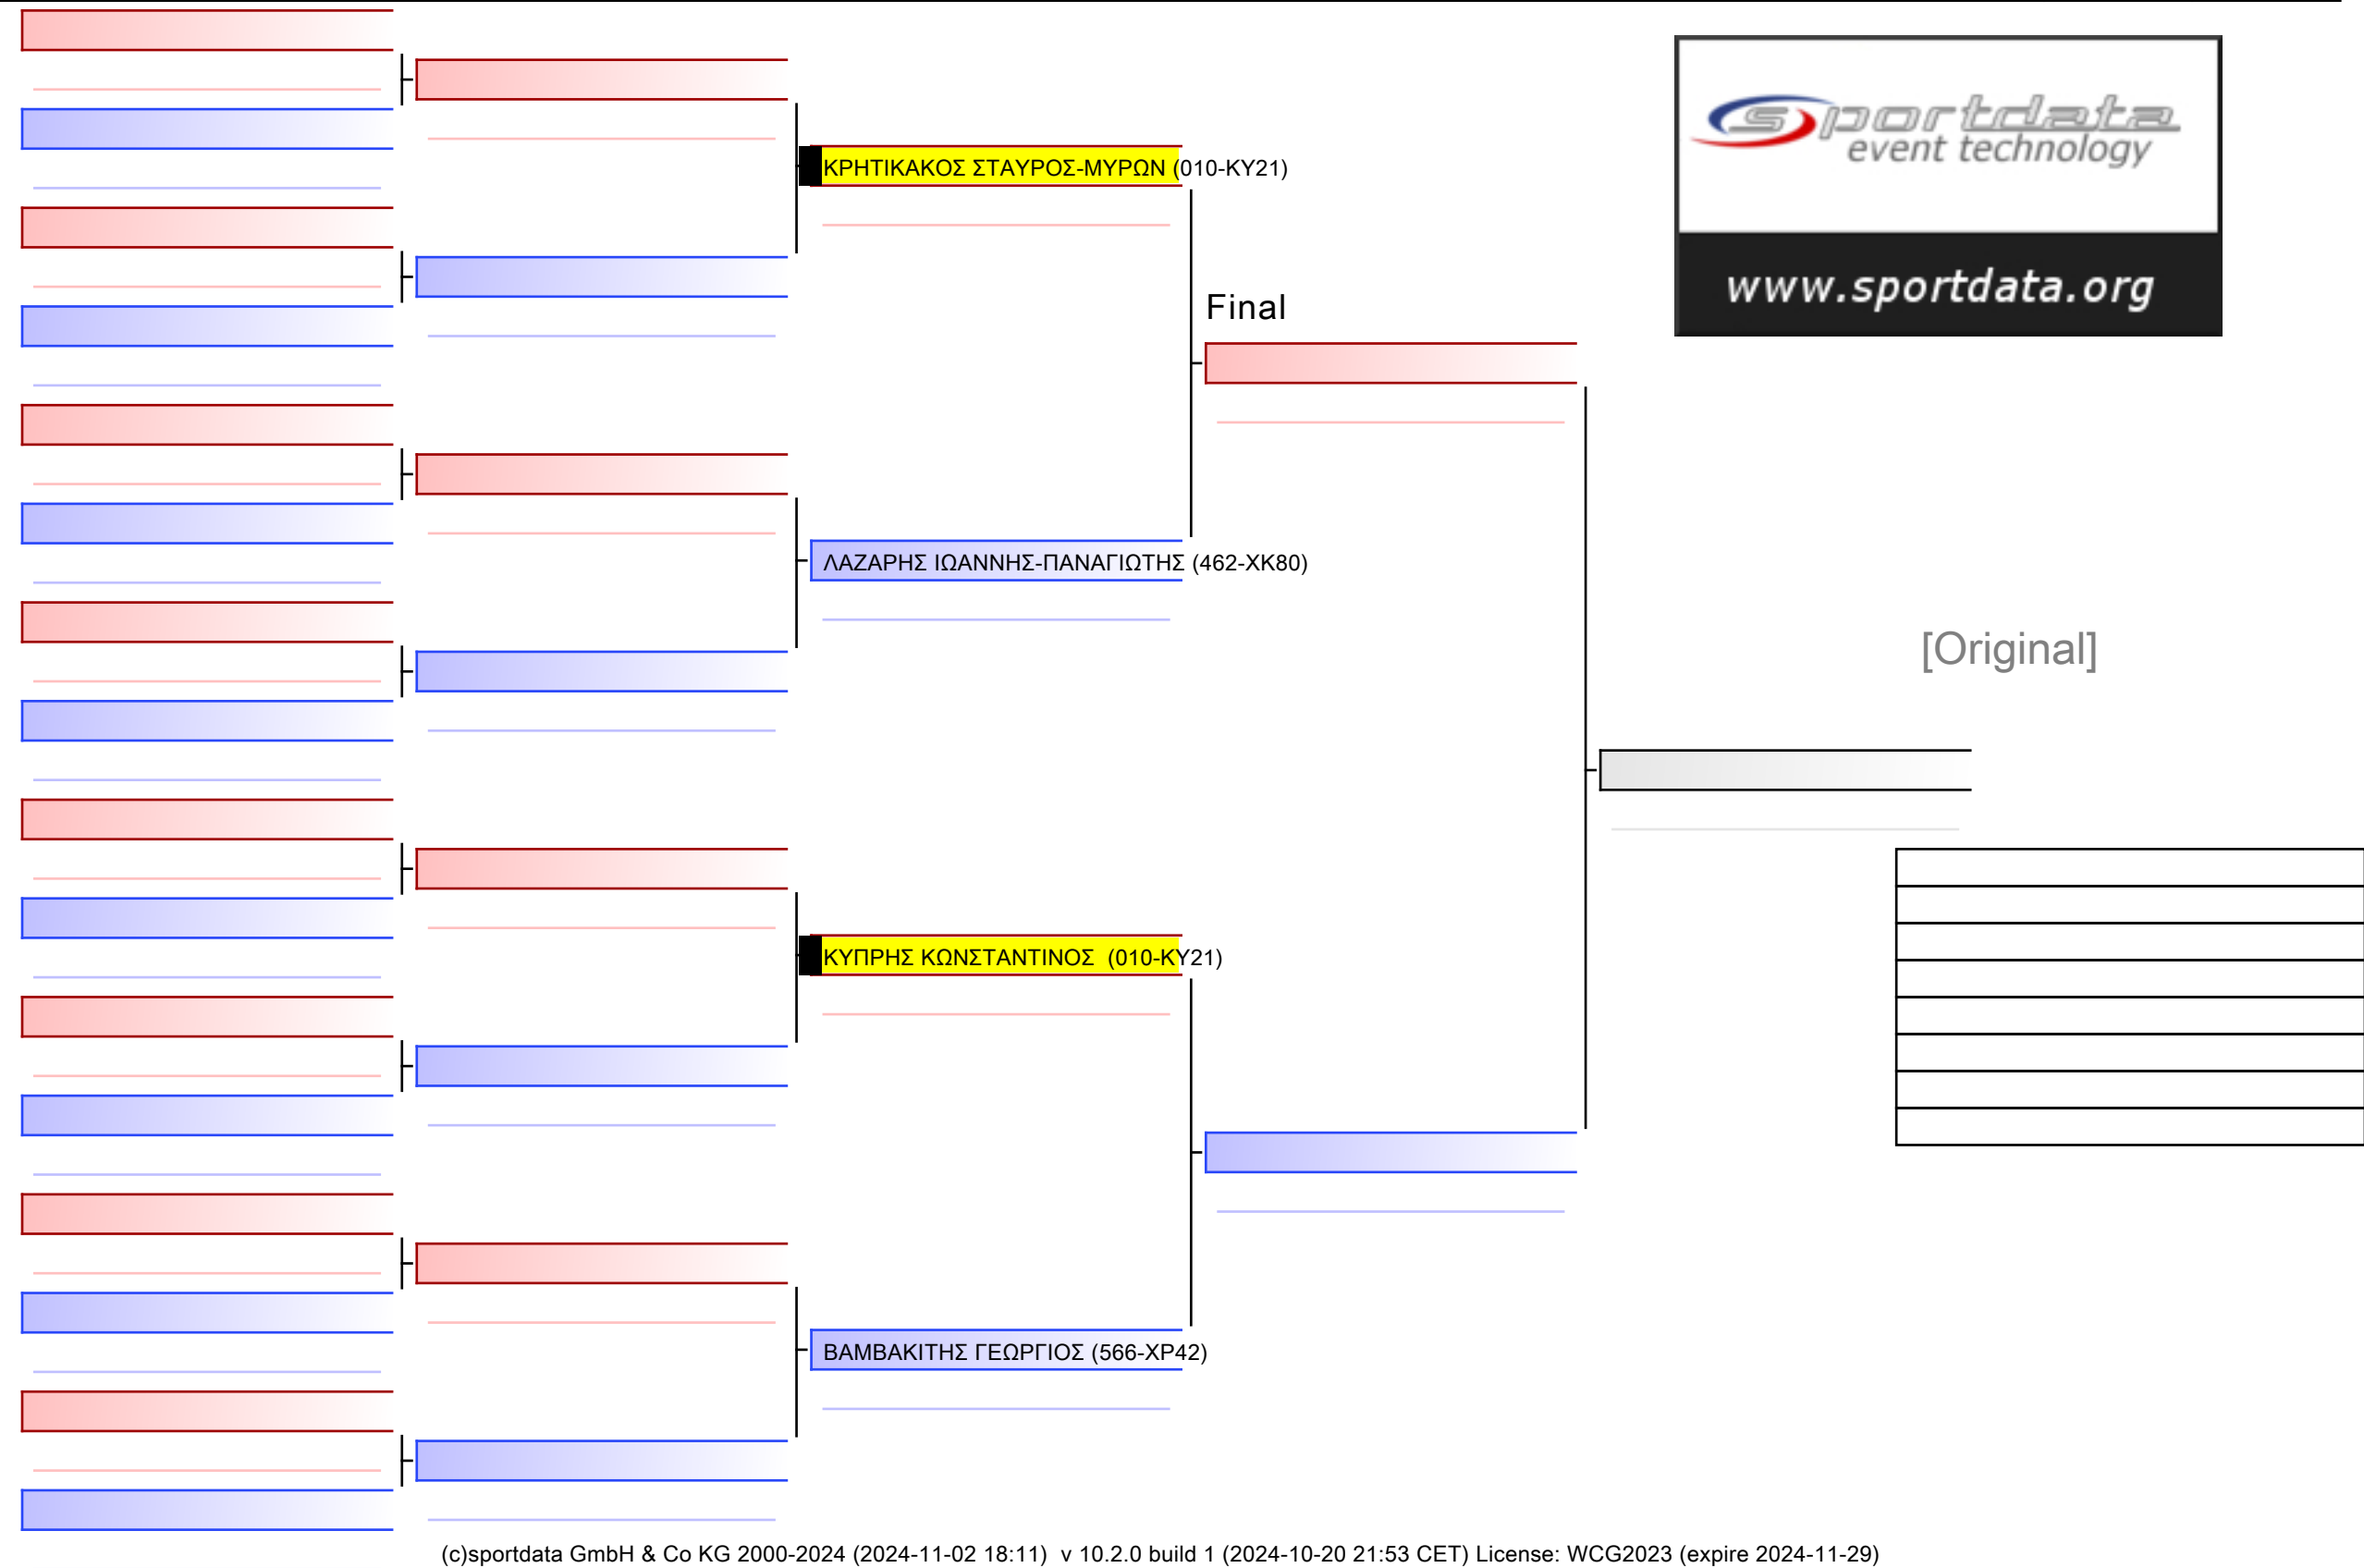 sportdata
event technology
www.sportdata.org
ΚΡΗΤΙΚΑΚΟΣ ΣΤΑΥΡΟΣ-ΜΥΡΩΝ (010-ΚΥ21)
Final
ΛΑΖΑΡΗΣ ΙΩΑΝΝΗΣ-ΠΑΝΑΓΙΩΤΗΣ (462-ΧΚ80)
[Original]
ΚΥΠΡΗΣ ΚΩΝΣΤΑΝΤΙΝΟΣ (010-ΚΥ21)
ΒΑΜΒΑΚΙΤΗΣ ΓΕΩΡΓΙΟΣ (566-ΧΡ42)
(c)sportdata GmbH & Co KG 2000-2024 (2024-11-02 18:11) v 10.2.0 build 1 (2024-10-20 21:53 CET) License: WCG2023 (expire 2024-11-29)